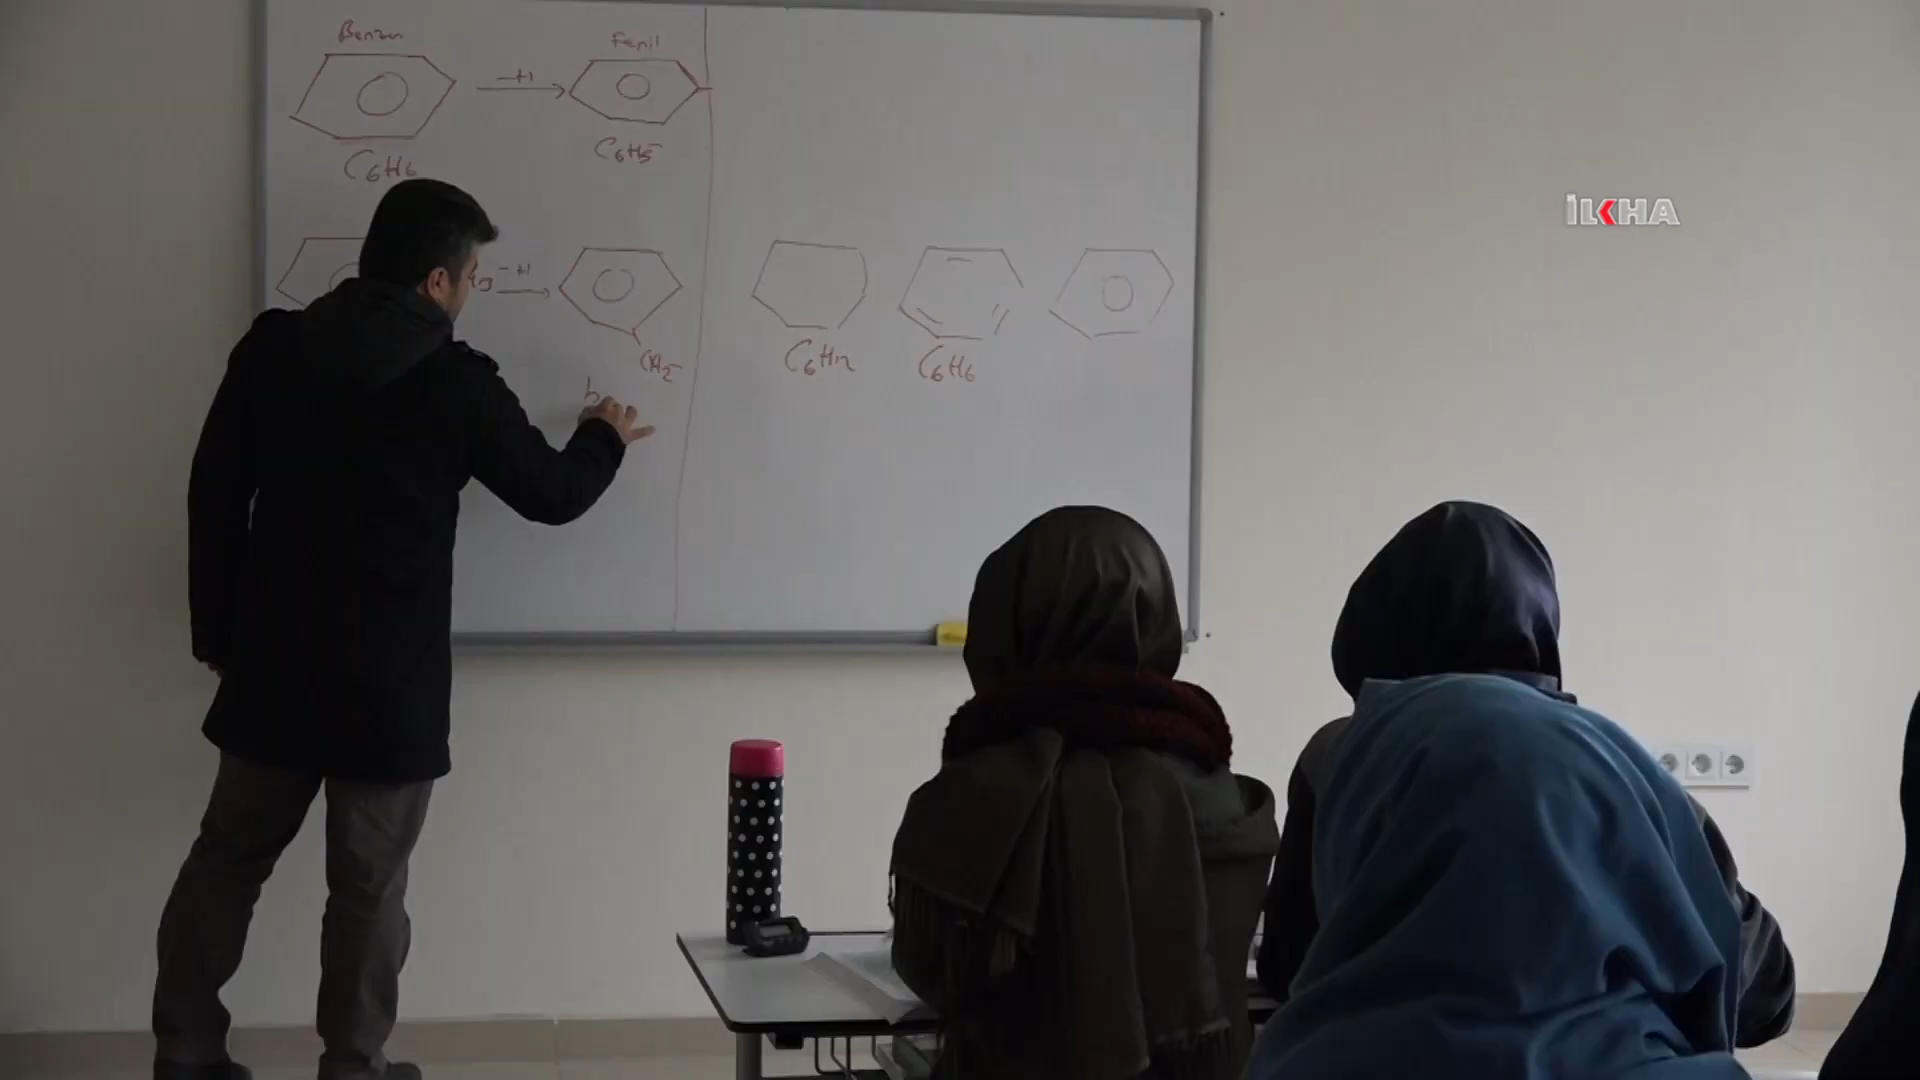 Benzen
Fenil
-H
C6H6
C6H5-
-H
CH2-
b
C6H12
C6H6
İLKHA